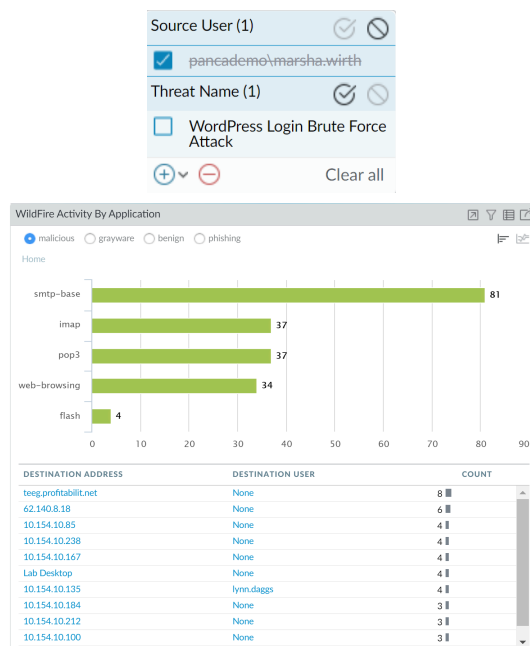 Source User (1)
pancademo\marsha.wirth
Threat Name (1)
WordPress Login Brute Force
Attack
Clear all
WildFire Activity By Application
malicious grayware benign phishing
Home
smtp-base 81
imap 37
pop3 37
web-browsing 34
flash 4
0 10 20 30 40 50 60 70 80 90
DESTINATION ADDRESS DESTINATION USER COUNT
teeg.profitabilit.net None 8
62.140.8.18 None 6
10.154.10.85 None 4
10.154.10.238 None 4
10.154.10.167 None 4
Lab Desktop None 4
10.154.10.135 lynn.daggs 4
10.154.10.184 None 3
10.154.10.212 None 3
10.154.10.100 None 3